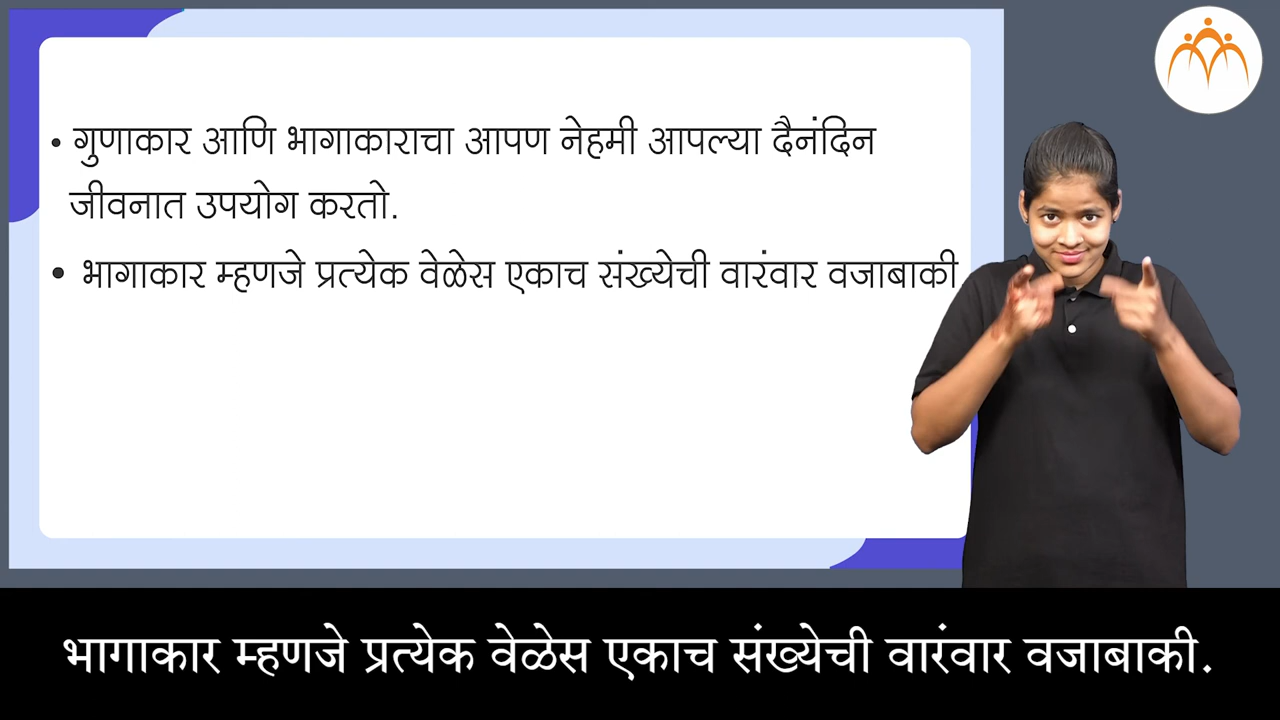 • गुणाकार आणि भागाकाराचा आपण नेहमी आपल्या दैनंदिन
जीवनात उपयोग करतो.
• भागाकार म्हणजे प्रत्येक वेळेस एकाच संख्येची वारंवार वजाबाकी.
भागाकार म्हणजे प्रत्येक वेळेस एकाच संख्येची वारंवार वजाबाकी.